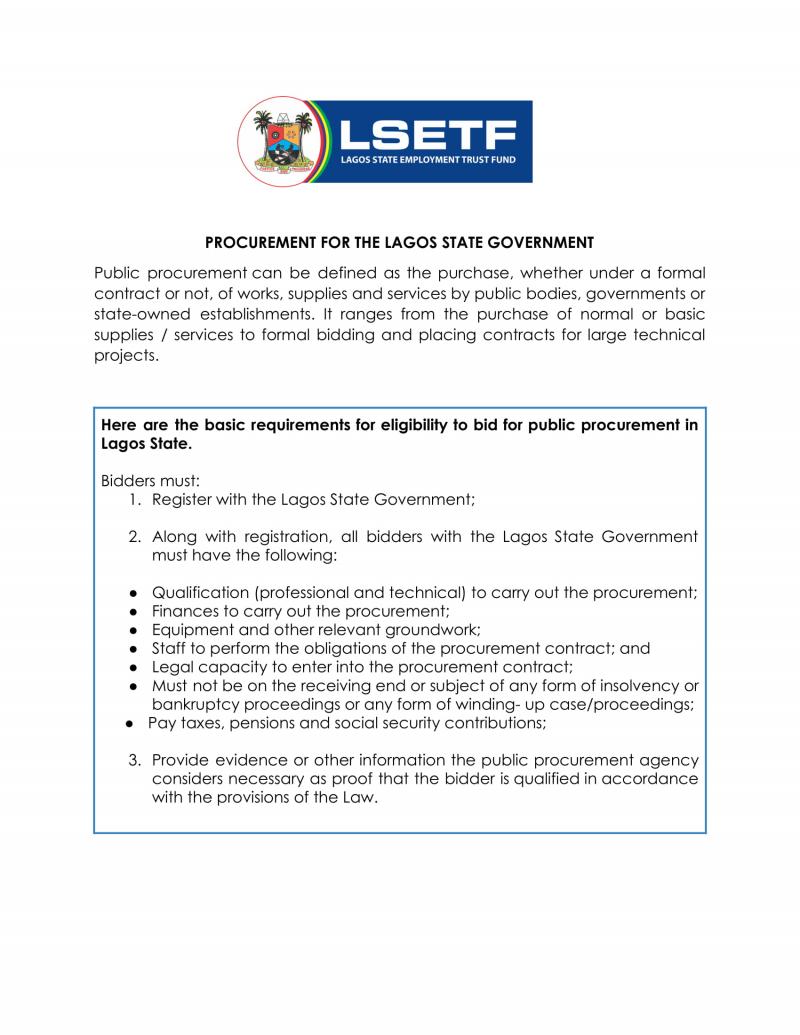 LSETF
LAGOS STATE EMPLOYMENT TRUST FUND
PROCUREMENT FOR THE LAGOS STATE GOVERNMENT
Public procurement can be defined as the purchase, whether under a formal
contract or not, of works, supplies and services by public bodies, governments or
state-owned establishments. It ranges from the purchase of normal or basic
supplies / services to formal bidding and placing contracts for large technical
projects.
Here are the basic requirements for eligibility to bid for public procurement in
Lagos State.
Bidders must:
1. Register with the Lagos State Government;
2. Along with registration, all bidders with the Lagos State Government
must have the following:
● Qualification (professional and technical) to carry out the procurement;
● Finances to carry out the procurement;
● Equipment and other relevant groundwork;
● Staff to perform the obligations of the procurement contract; and
● Legal capacity to enter into the procurement contract;
● Must not be on the receiving end or subject of any form of insolvency or
bankruptcy proceedings or any form of winding- up case/proceedings;
● Pay taxes, pensions and social security contributions;
3. Provide evidence or other information the public procurement agency
considers necessary as proof that the bidder is qualified in accordance
with the provisions of the Law.